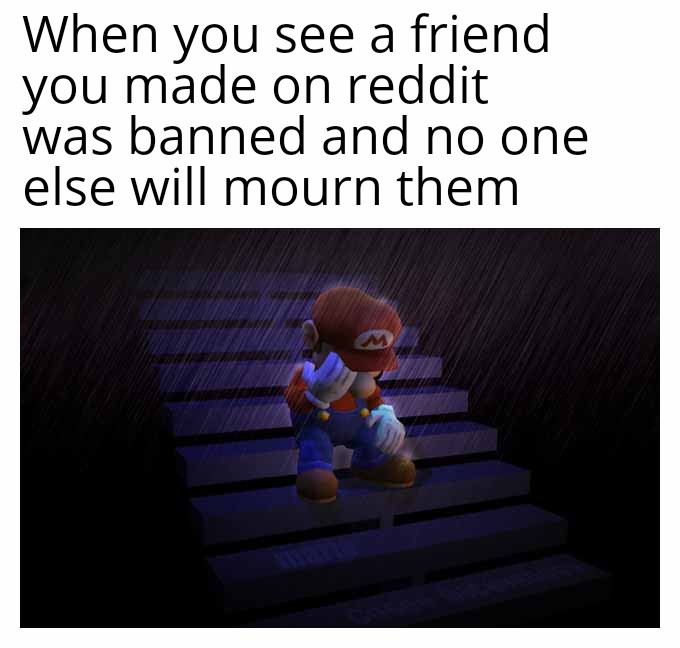 When you see a friend
you made on reddit
was banned and no one
else will mourn them
M